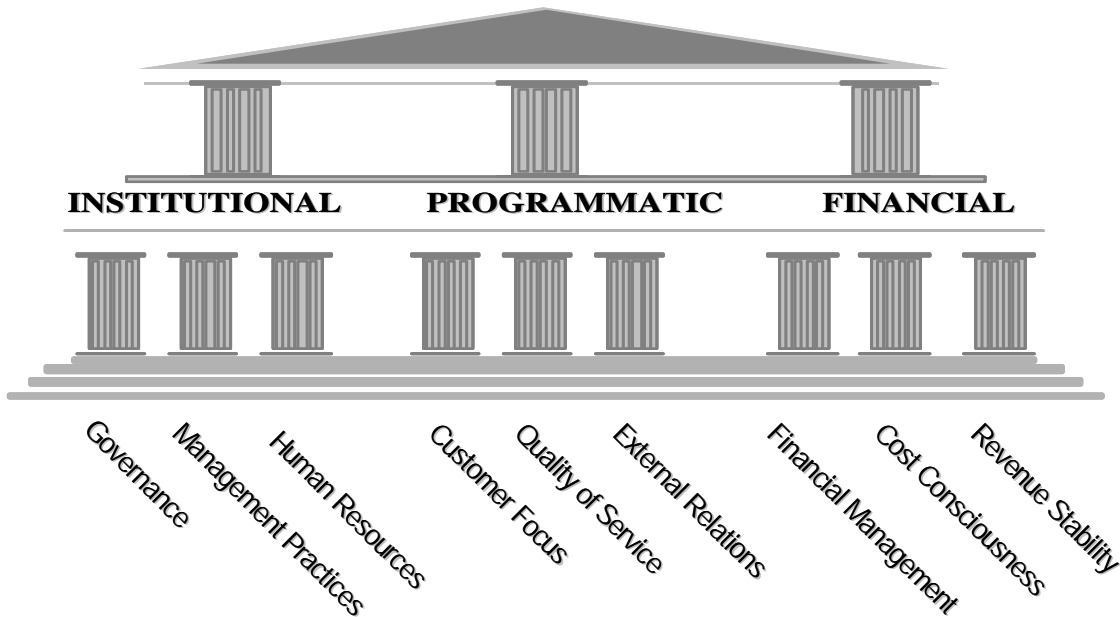 INSTITUTIONAL
PROGRAMMATIC
FINANCIAL
Governance
Management Practices
Human Resources
Customer Focus
Quality of Service
External Relations
Financial Management
Cost Consciousness
Revenue Stability